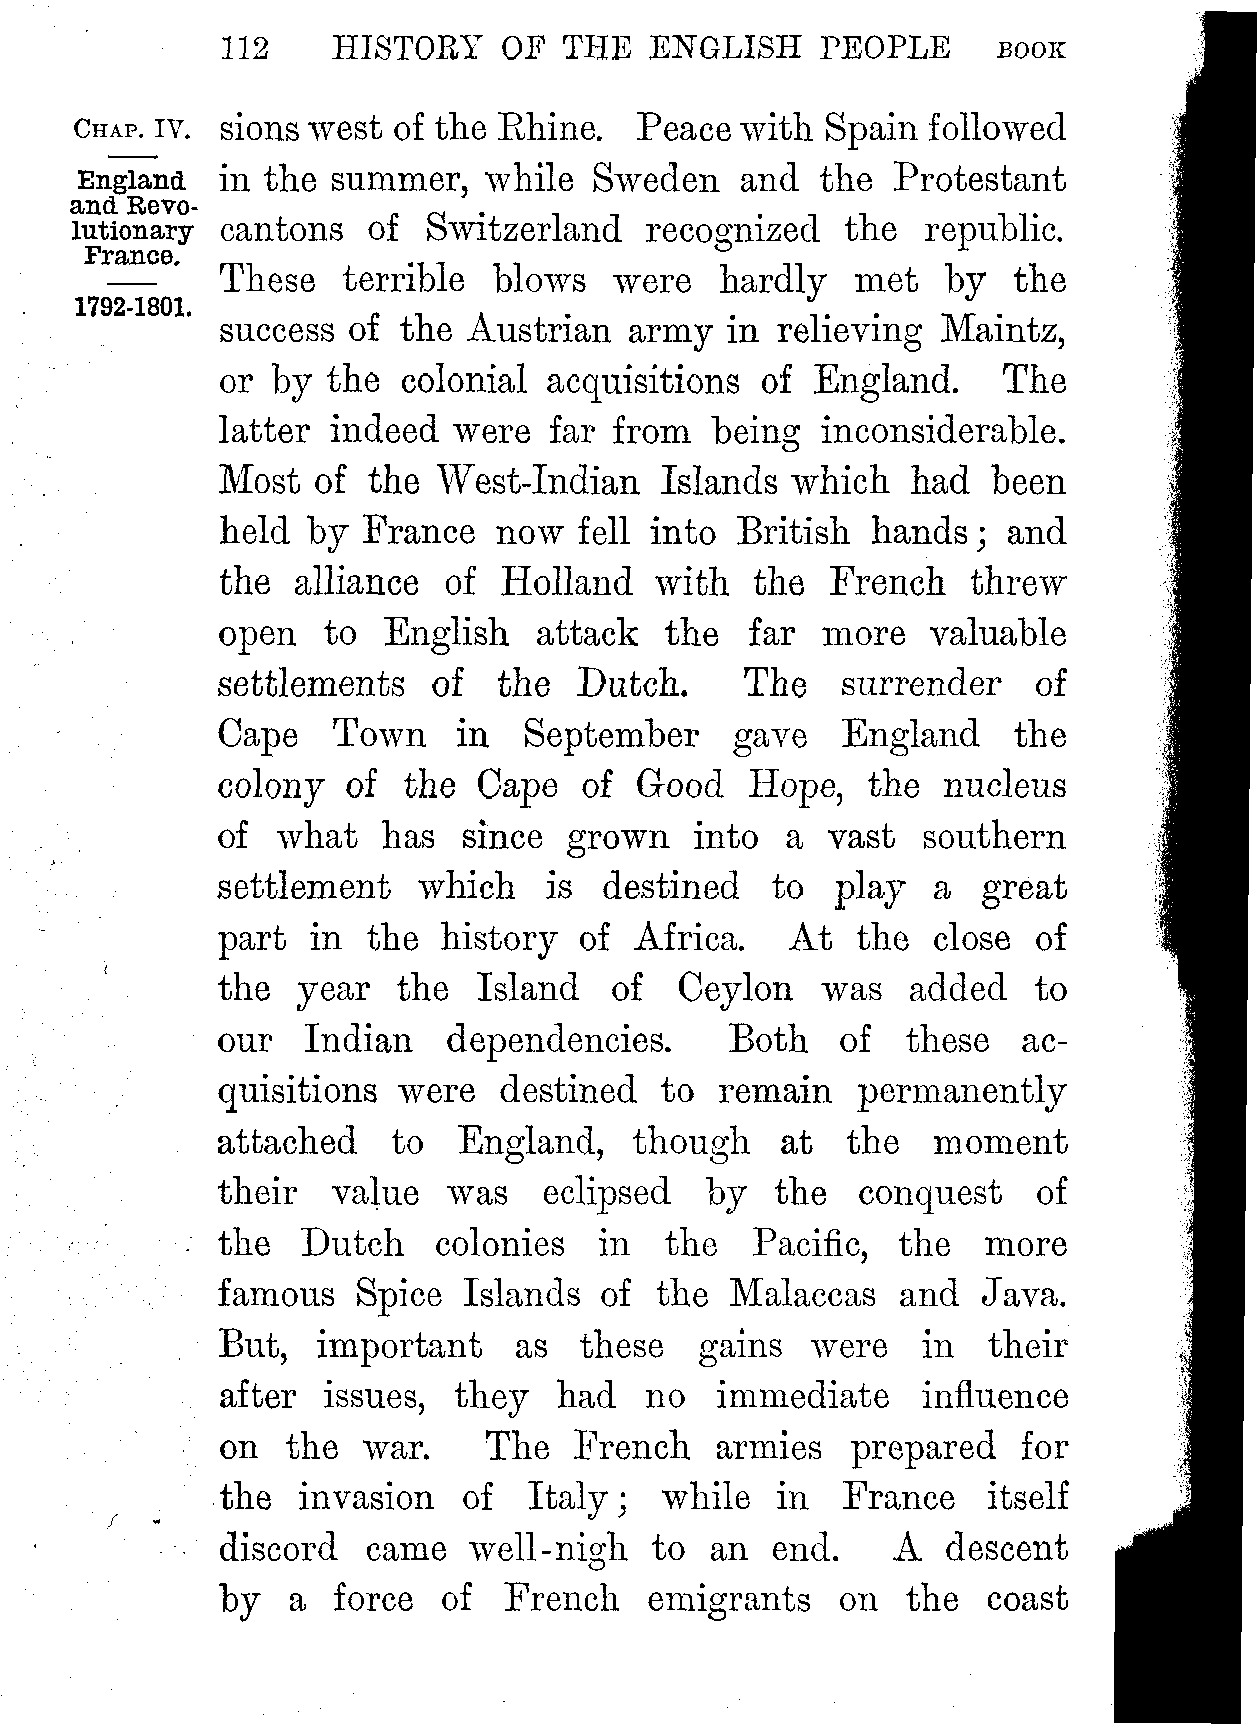 112 HISTORY OF THE ENGLISH PEOPLE BOOK
CHAP. IV.
England
and Revo-
lutionary
France.
1792-1801.
sions west of the Rhine. Peace with Spain followed
in the summer, while Sweden and the Protestant
cantons of Switzerland recognized the republic.
These terrible blows were hardly met by the
success of the Austrian army in relieving Maintz,
or by the colonial acquisitions of England. The
latter indeed were far from being inconsiderable.
Most of the West-Indian Islands which had been
held by France now fell into British hands; and
the alliance of Holland with the French threw
open to English attack the far more valuable
settlements of the Dutch. The surrender of
Cape Town in September gave England the
colony of the Cape of Good Hope, the nucleus
of what has since grown into a vast southern
settlement which is destined to play a great
part in the history of Africa. At the close of
the year the Island of Ceylon was added to
our Indian dependencies. Both of these ac-
quisitions were destined to remain permanently
attached to England, though at the moment
their value was eclipsed by the conquest of
the Dutch colonies in the Pacific, the more
famous Spice Islands of the Malaccas and Java.
But, important as these gains were in their
after issues, they had no immediate influence
on the war. The French armies prepared for
the invasion of Italy; while in France itself
discord came well-nigh to an end. A descent
by a force of French emigrants on the coast